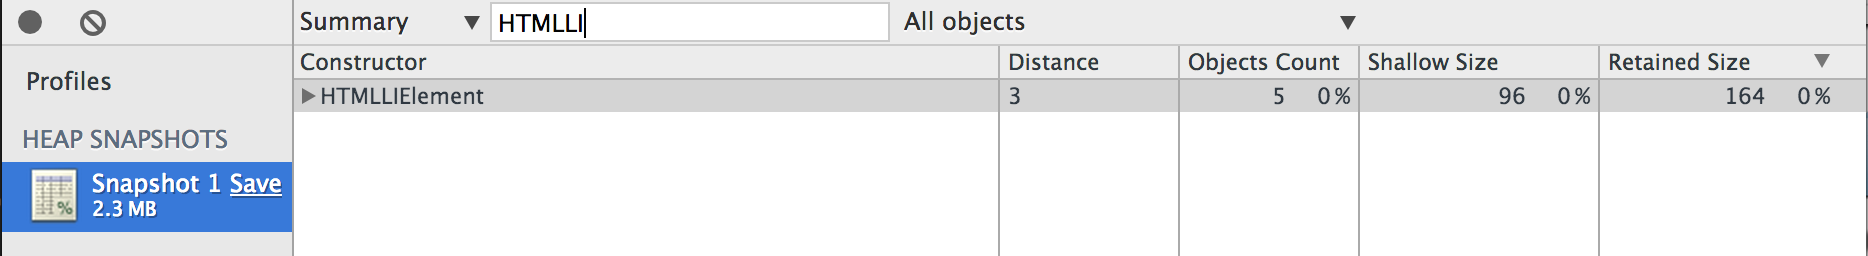 Summary HTMLLI All objects
Profiles
HEAP SNAPSHOTS
Snapshot 1 Save
2.3 MB
Constructor Distance Objects Count Shallow Size Retained Size
HTMLLIElement 3 5 0% 96 0% 164 0%